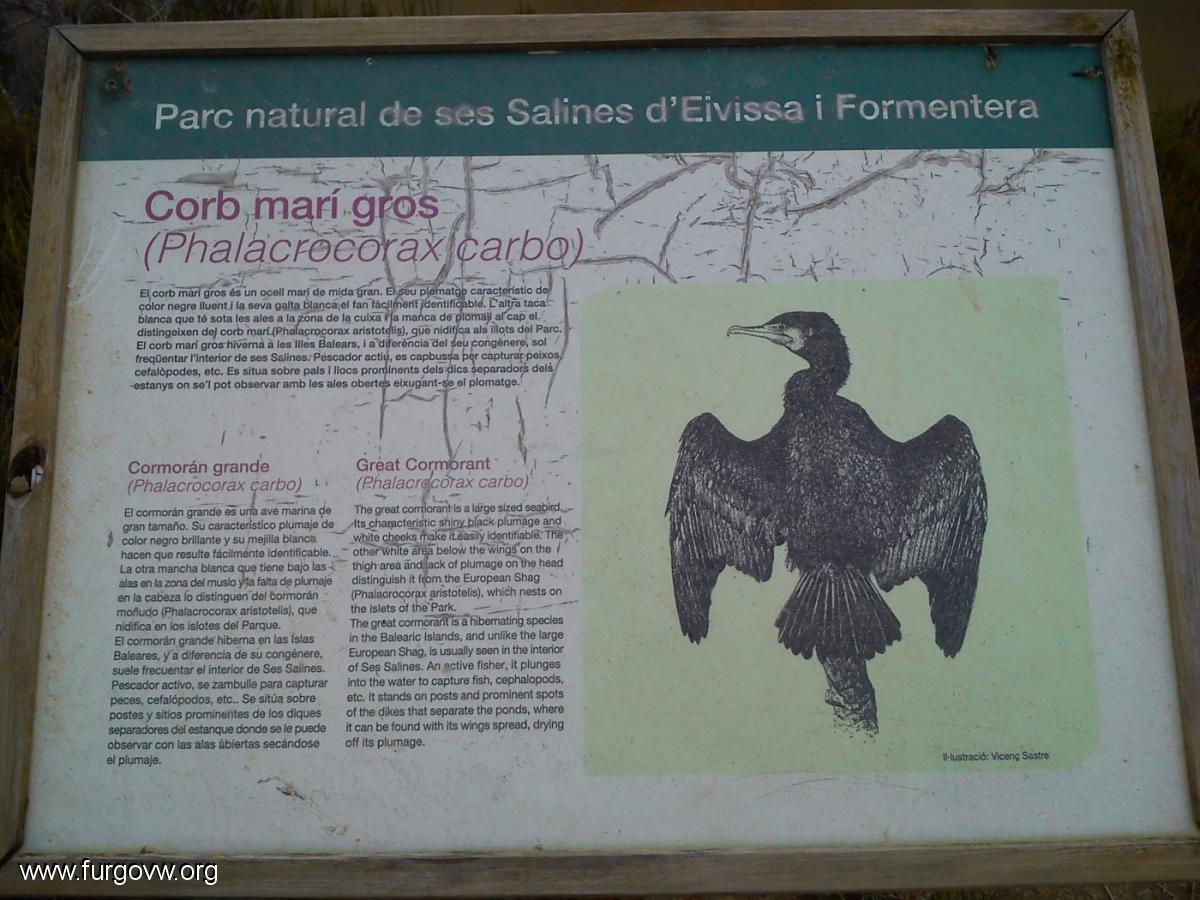 Parc natural de ses Salines d'Eivissa i Formentera
Corb marí gros
(Phalacrocorax carbo)
El corb marí gros és un ocell marí de mida gran. El seu plomatge característic de
color negre lluent i la seva galta blanca el fan fàcilment identificable. L'altra taca
blanca que té sota les ales a la zona de la cuixa i la manca de plomall al cap el
distingeixen del corb marí (Phalacrocorax aristotelis), que nidifica als illots del Parc.
El corb marí gros hiverna a les Illes Balears, i a diferència del seu congènere, sol
freqüentar l'interior de ses Salines. Pescador actiu, es capbussa per capturar peixos,
cefalòpodes, etc. Es situa sobre pals i llocs prominents dels dics separadors dels
estanys on se'l pot observar amb les ales obertes eixugant-se el plomatge.
Cormorán grande
(Phalacrocorax carbo)
El cormorán grande es una ave marina de
gran tamaño. Su característico plumaje de
color negro brillante y su mejilla blanca
hacen que resulte fácilmente identificable.
La otra mancha blanca que tiene bajo las
alas en la zona del muslo y la falta de plumaje
en la cabeza lo distinguen del cormorán
moñudo (Phalacrocorax aristotelis), que
nidifica en los islotes del Parque.
El cormorán grande hiberna en las Islas
Baleares, y a diferencia de su congénere,
suele frecuentar el interior de Ses Salines.
Pescador activo, se zambulle para capturar
peces, cefalópodos, etc.. Se sitúa sobre
postes y sitios prominentes de los diques
separadores del estanque donde se le puede
observar con las alas abiertas secándose
el plumaje.
Great Cormorant
(Phalacrocorax carbo)
The great cormorant is a large sized seabird.
Its characteristic shiny black plumage and
white cheeks make it easily identifiable. The
other white area below the wings on the
thigh area and lack of plumage on the head
distinguish it from the European Shag
(Phalacrocorax aristotelis), which nests on
the islets of the Park.
The great cormorant is a hibernating species
in the Balearic Islands, and unlike the large
European Shag, is usually seen in the interior
of Ses Salines. An active fisher, it plunges
into the water to capture fish, cephalopods,
etc. It stands on posts and prominent spots
of the dikes that separate the ponds, where
it can be found with its wings spread, drying
off its plumage.
Il·lustració: Vicenç Sastre
www.furgovw.org